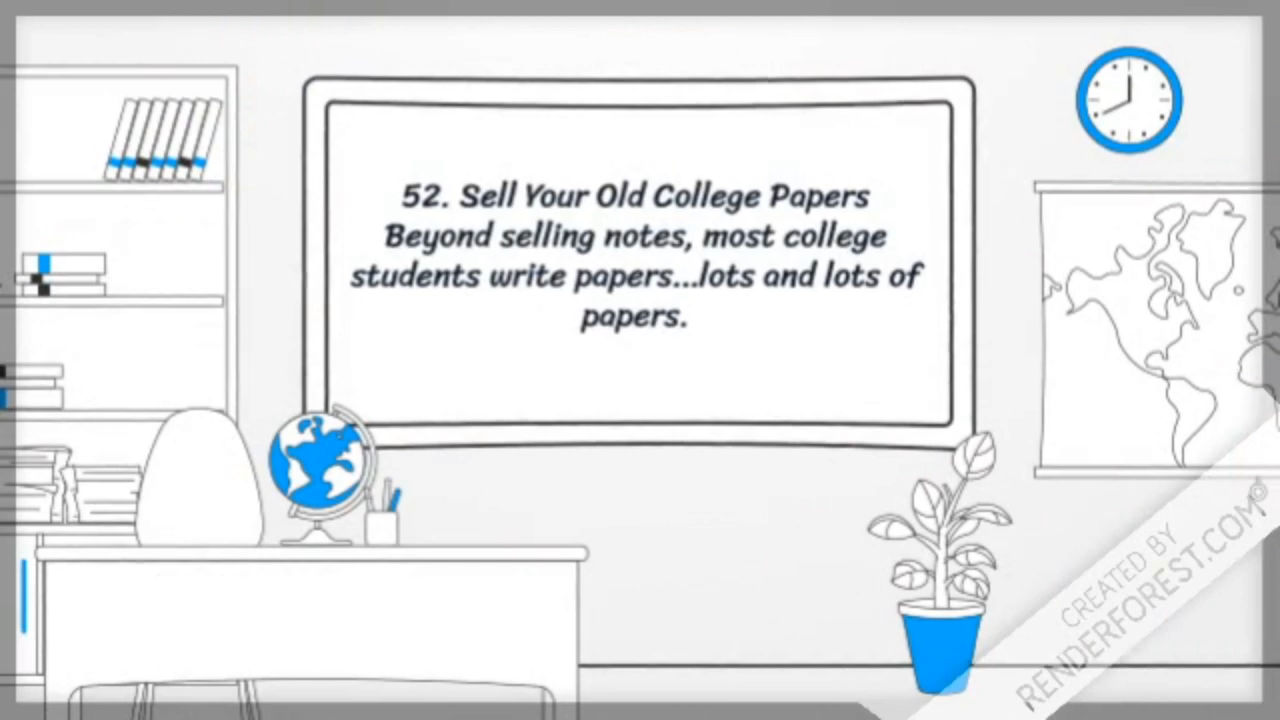 52. Sell Your Old College Papers
Beyond selling notes, most college
students write papers...lots and lots of
papers.
CREATED BY
RENDERFOREST.COM